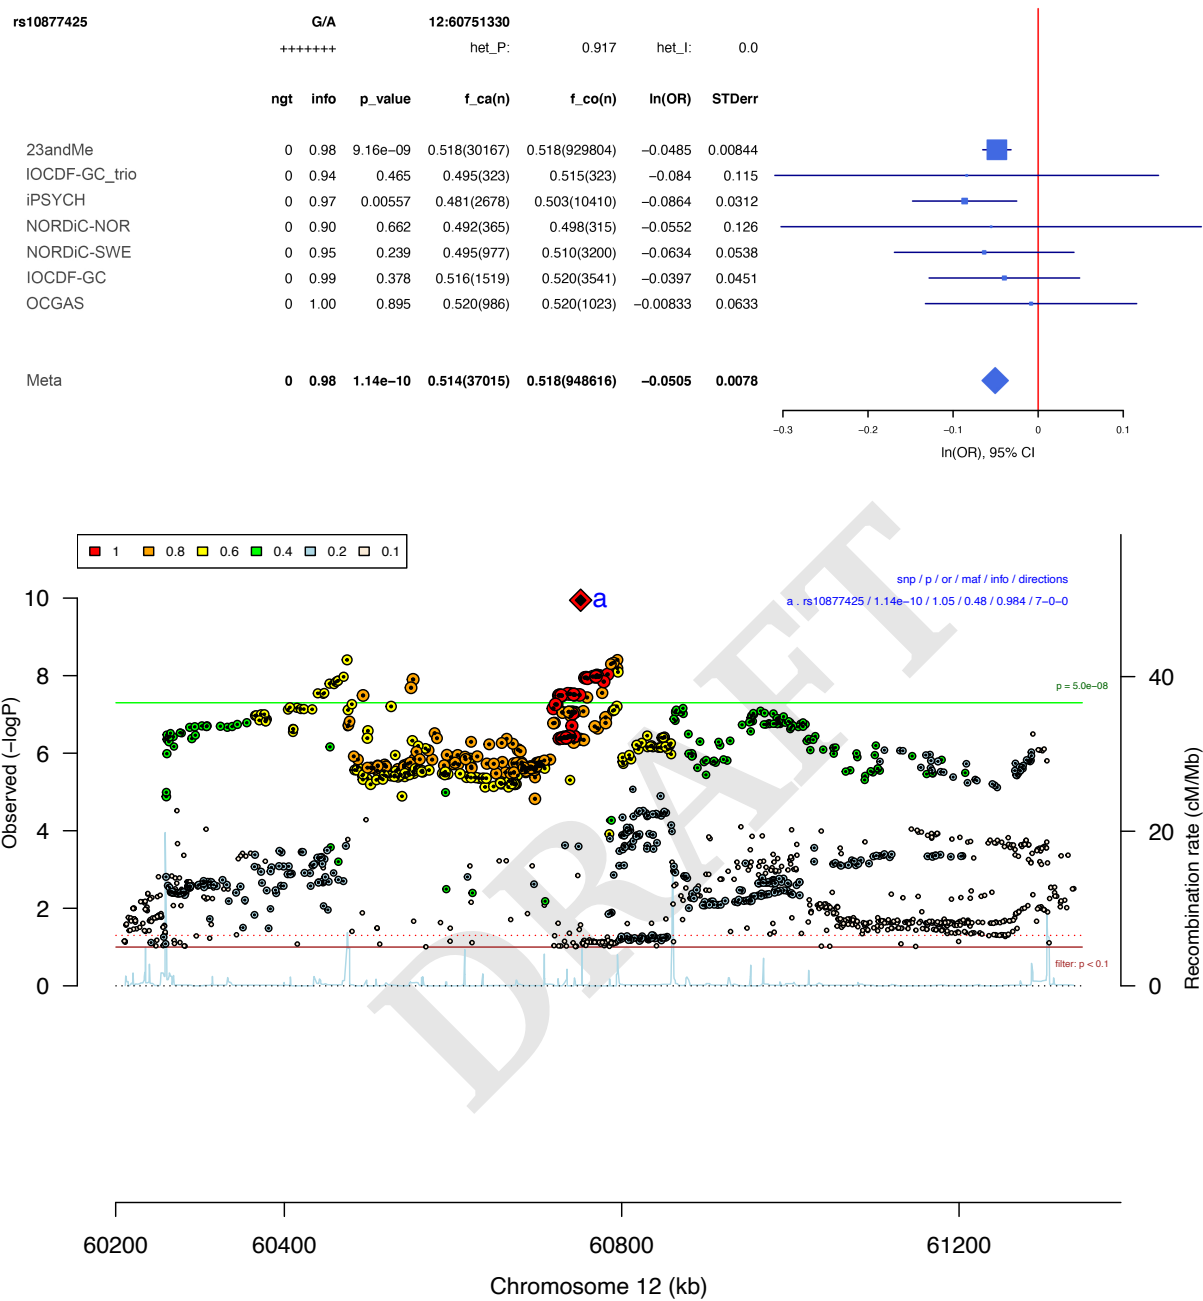 rs10877425 G/A 12:60751330
+++++++ het_P: 0.917 het_I: 0.0
ngt info p_value f_ca(n) f_co(n) ln(OR) STDerr
23andMe 0 0.98 9.16e−09 0.518(30167) 0.518(929804) −0.0485 0.00844
IOCDF-GC_trio 0 0.94 0.465 0.495(323) 0.515(323) −0.084 0.115
iPSYCH 0 0.97 0.00557 0.481(2678) 0.503(10410) −0.0864 0.0312
NORDiC-NOR 0 0.90 0.662 0.492(365) 0.498(315) −0.0552 0.126
NORDiC-SWE 0 0.95 0.239 0.495(977) 0.510(3200) −0.0634 0.0538
IOCDF-GC 0 0.99 0.378 0.516(1519) 0.520(3541) −0.0397 0.0451
OCGAS 0 1.00 0.895 0.520(986) 0.520(1023) −0.00833 0.0633
Meta 0 0.98 1.14e−10 0.514(37015) 0.518(948616) −0.0505 0.0078
−0.3 −0.2 −0.1 0 0.1
ln(OR), 95% CI
1 0.8 0.6 0.4 0.2 0.1
snp / p / or / maf / info / directions
a . rs10877425 / 1.14e−10 / 1.05 / 0.48 / 0.984 / 7−0−0
a
p = 5.0e−08
filter: p < 0.1
10
8
6
4
2
0
Observed (−logP)
40
20
0
Recombination rate (cM/Mb)
DRAFT
60200 60400 60800 61200
Chromosome 12 (kb)